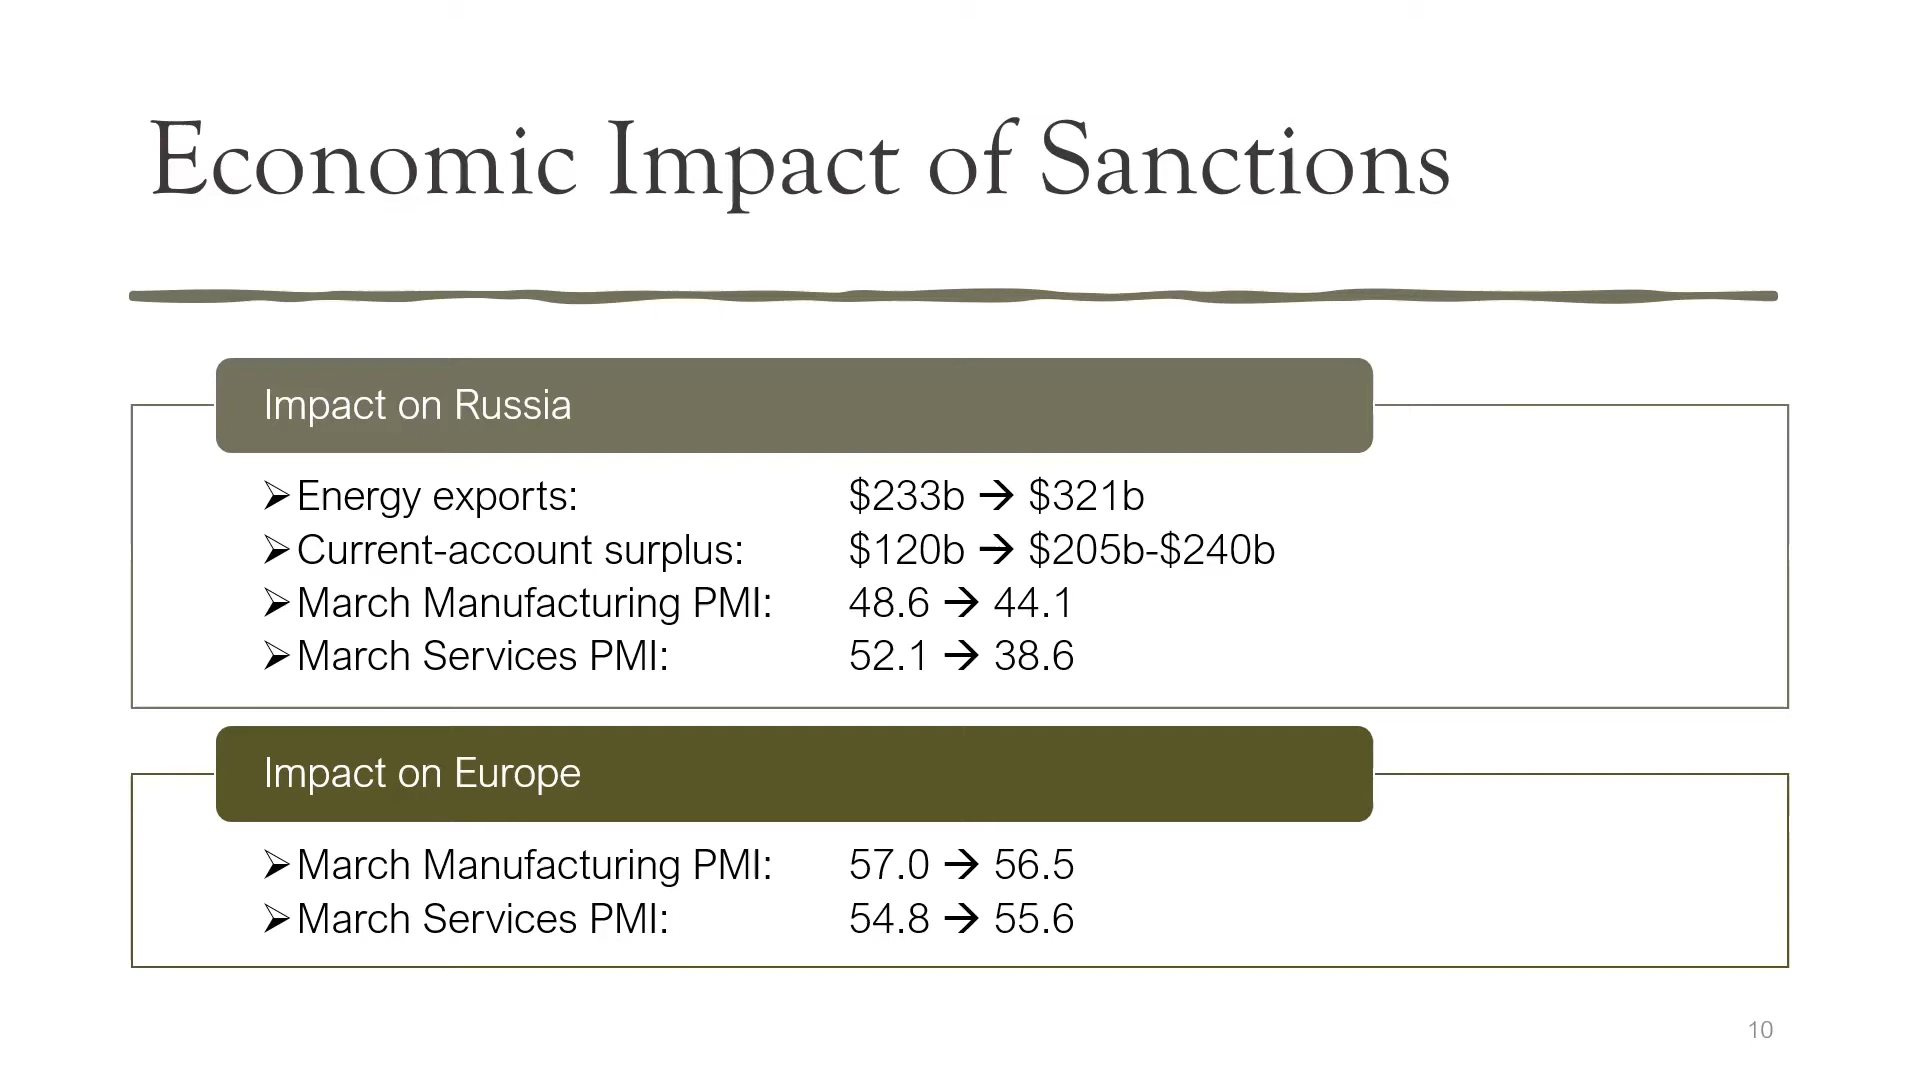 Economic Impact of Sanctions
Impact on Russia
➢Energy exports: $233b → $321b
➢Current-account surplus: $120b → $205b-$240b
➢March Manufacturing PMI: 48.6 → 44.1
➢March Services PMI: 52.1 → 38.6
Impact on Europe
➢March Manufacturing PMI: 57.0 → 56.5
➢March Services PMI: 54.8 → 55.6
10